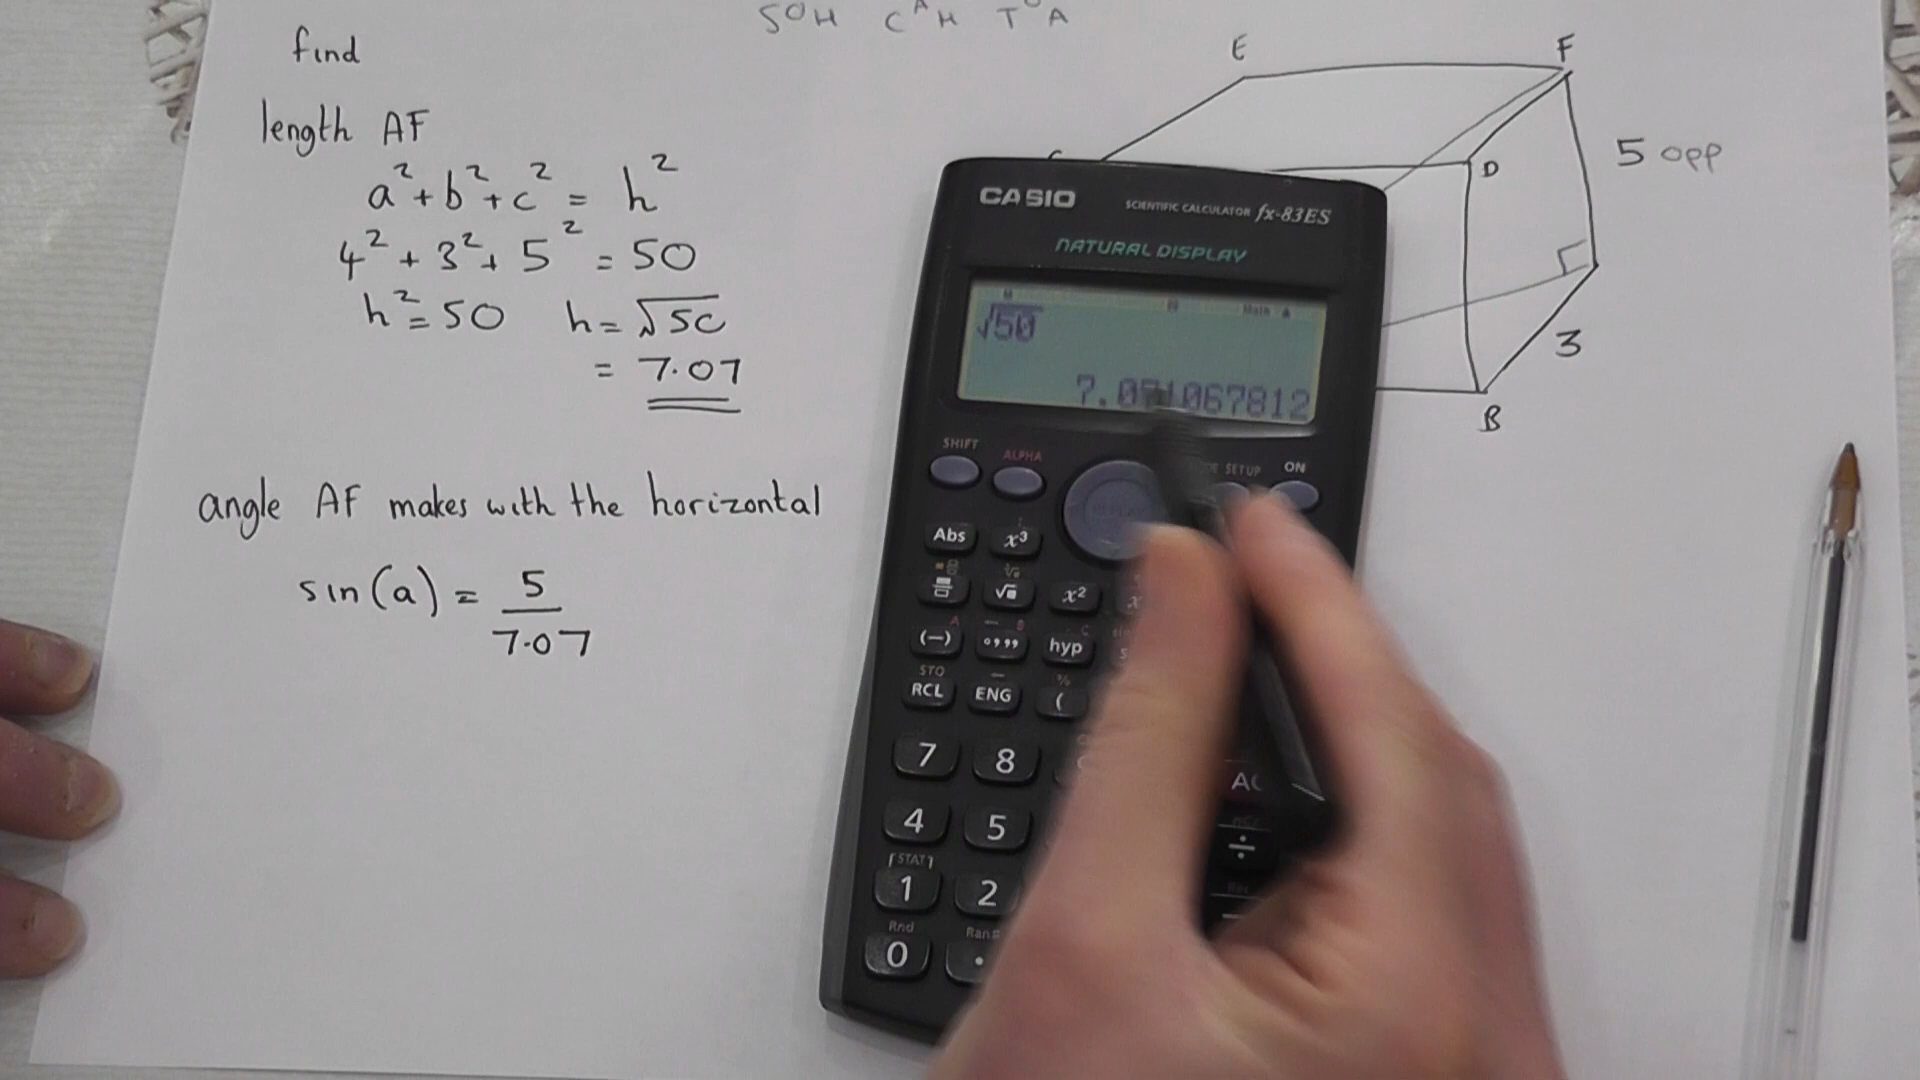 SOH CAH TOA
find
length AF
a² + b² + c² = h²
4² + 3² + 5² = 50
h² = 50 h = √50
= 7.07
angle AF makes with the horizontal
sin(a) = 5/7.07
E
F
D
5 opp
3
B
CASIO
SCIENTIFIC CALCULATOR fx-83ES
NATURAL DISPLAY
M Math ▲
√50
7.071067812
SHIFT ALPHA SETUP ON
Abs x³
√ x²
(−) °,,, hyp
STO
RCL ENG (
7 8 AC
4 5 ÷
[STAT]
1 2
Rnd Ran#
0 .